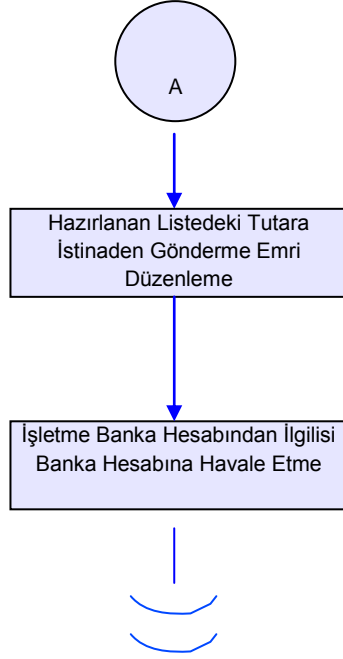 A
Hazırlanan Listedeki Tutara
İstinaden Gönderme Emri
Düzenleme
İşletme Banka Hesabından İlgilisi
Banka Hesabına Havale Etme